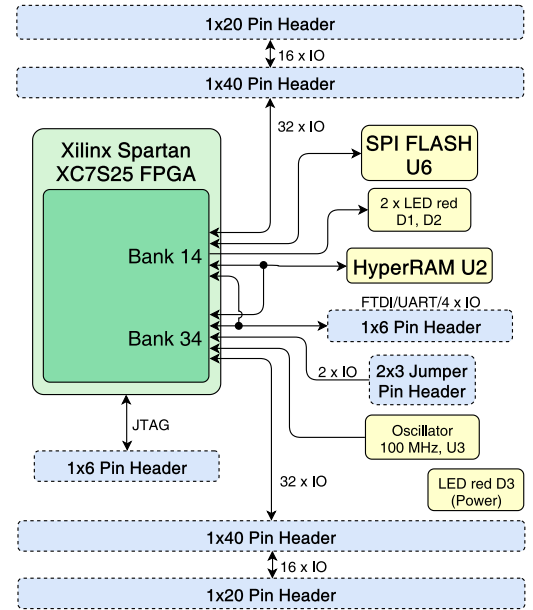 1x20 Pin Header
16 x IO
1x40 Pin Header
32 x IO
Xilinx Spartan
XC7S25 FPGA
SPI FLASH
U6
2 x LED red
D1, D2
Bank 14
HyperRAM U2
FTDI/UART/4 x IO
1x6 Pin Header
Bank 34
2 x IO
2x3 Jumper
Pin Header
JTAG
Oscillator
100 MHz, U3
1x6 Pin Header
32 x IO
LED red D3
(Power)
1x40 Pin Header
16 x IO
1x20 Pin Header